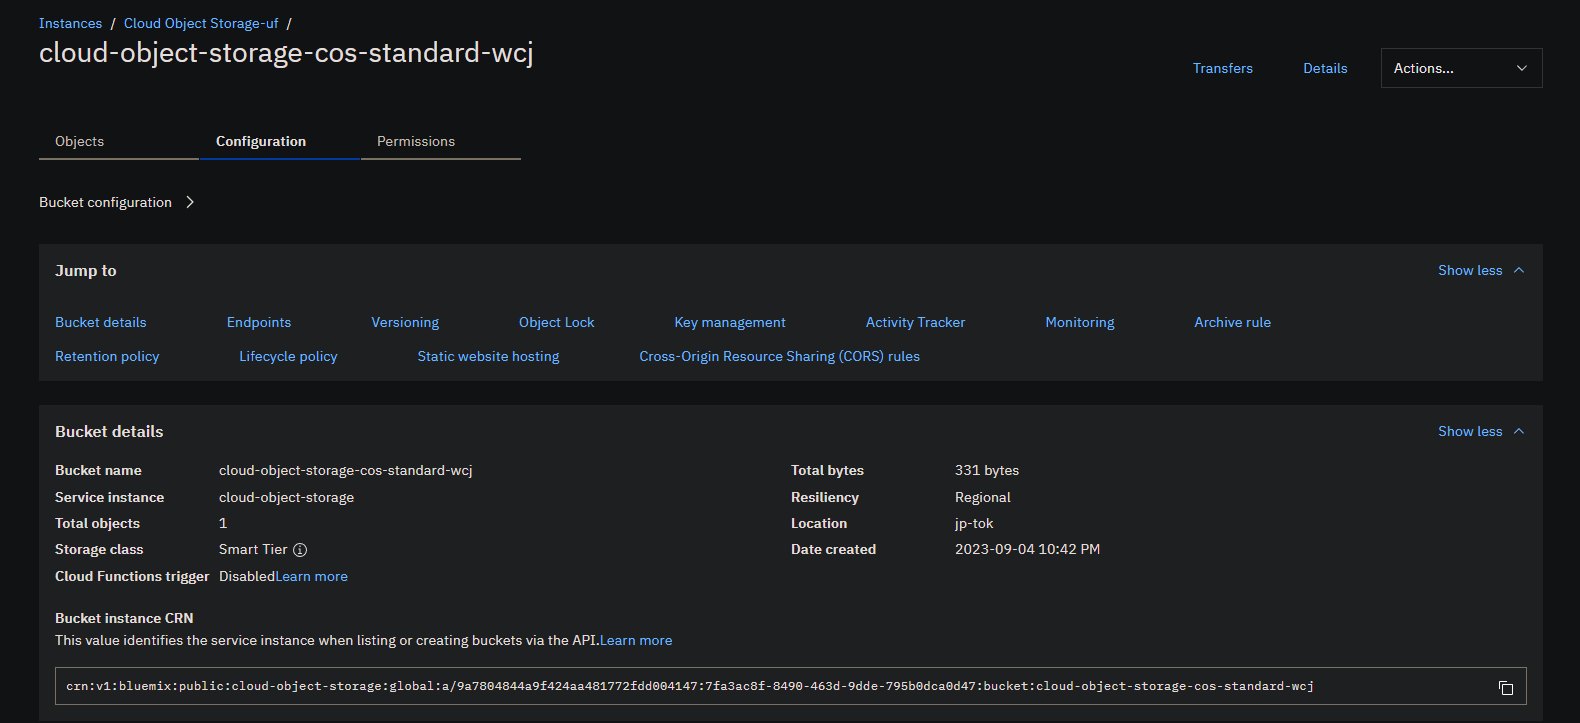 Instances / Cloud Object Storage-uf /
cloud-object-storage-cos-standard-wcj
Transfers Details Actions...
Objects Configuration Permissions
Bucket configuration
Jump to Show less
Bucket details Endpoints Versioning Object Lock Key management Activity Tracker Monitoring Archive rule
Retention policy Lifecycle policy Static website hosting Cross-Origin Resource Sharing (CORS) rules
Bucket details Show less
Bucket name cloud-object-storage-cos-standard-wcj Total bytes 331 bytes
Service instance cloud-object-storage Resiliency Regional
Total objects 1 Location jp-tok
Storage class Smart Tier Date created 2023-09-04 10:42 PM
Cloud Functions trigger DisabledLearn more
Bucket instance CRN
This value identifies the service instance when listing or creating buckets via the API.Learn more
crn:v1:bluemix:public:cloud-object-storage:global:a/9a7804844a9f424aa481772fdd004147:7fa3ac8f-8490-463d-9dde-795b0dca0d47:bucket:cloud-object-storage-cos-standard-wcj